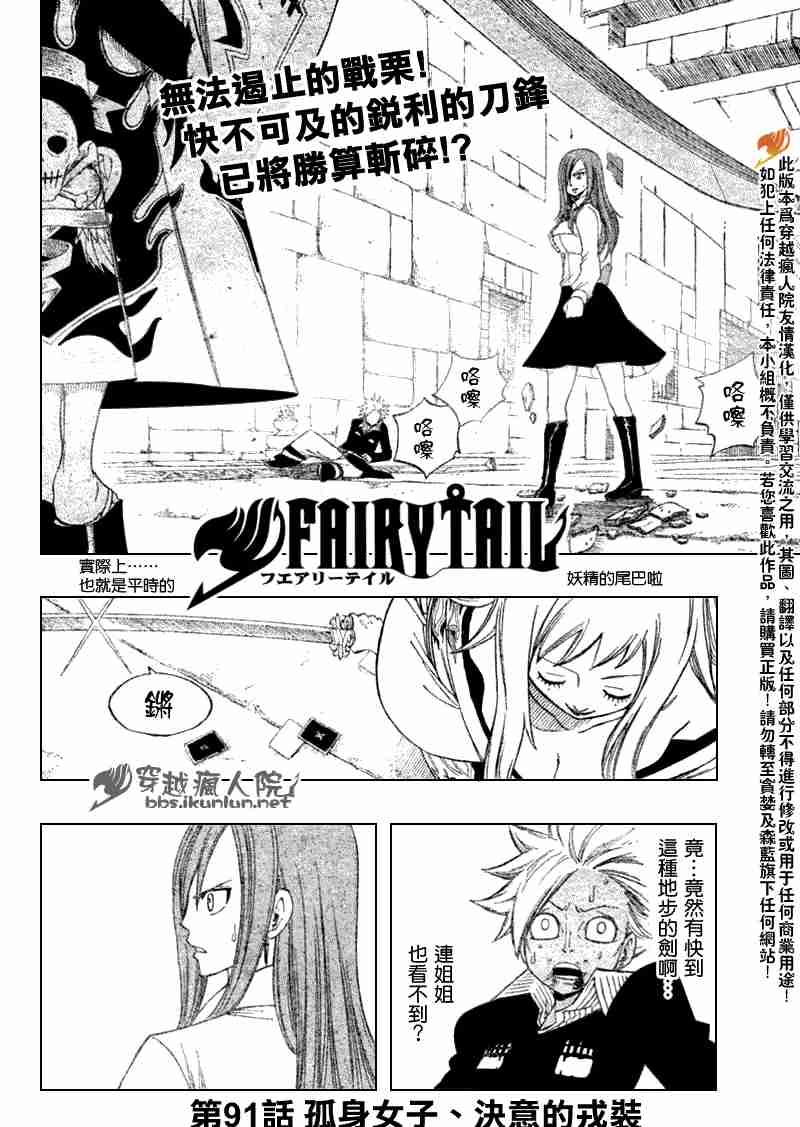 無法遏止的戰栗!
快不可及的銳利的刀鋒
已將勝算斬碎!?
咯嚓
咯嚓
咯嚓
FAIRY TAIL
フエアリーテイル
實際上……
也就是平時的
妖精的尾巴啦
鏘
穿越瘋人院
bbs.ikunlun.net
竟…竟然有快到
這種地步的劍啊…
連姐姐
也看不到?
第91話 孤身女子、決意的戎裝
此版本爲穿越瘋人院友情漢化,僅供學習交流之用,其圖、翻譯以及任何部分不得進行修改或用于任何商業用途!
如犯上任何法律責任,本小組概不負責。若您喜歡此作品,請購買正版!請勿轉至貪婪及森藍旗下任何網站!